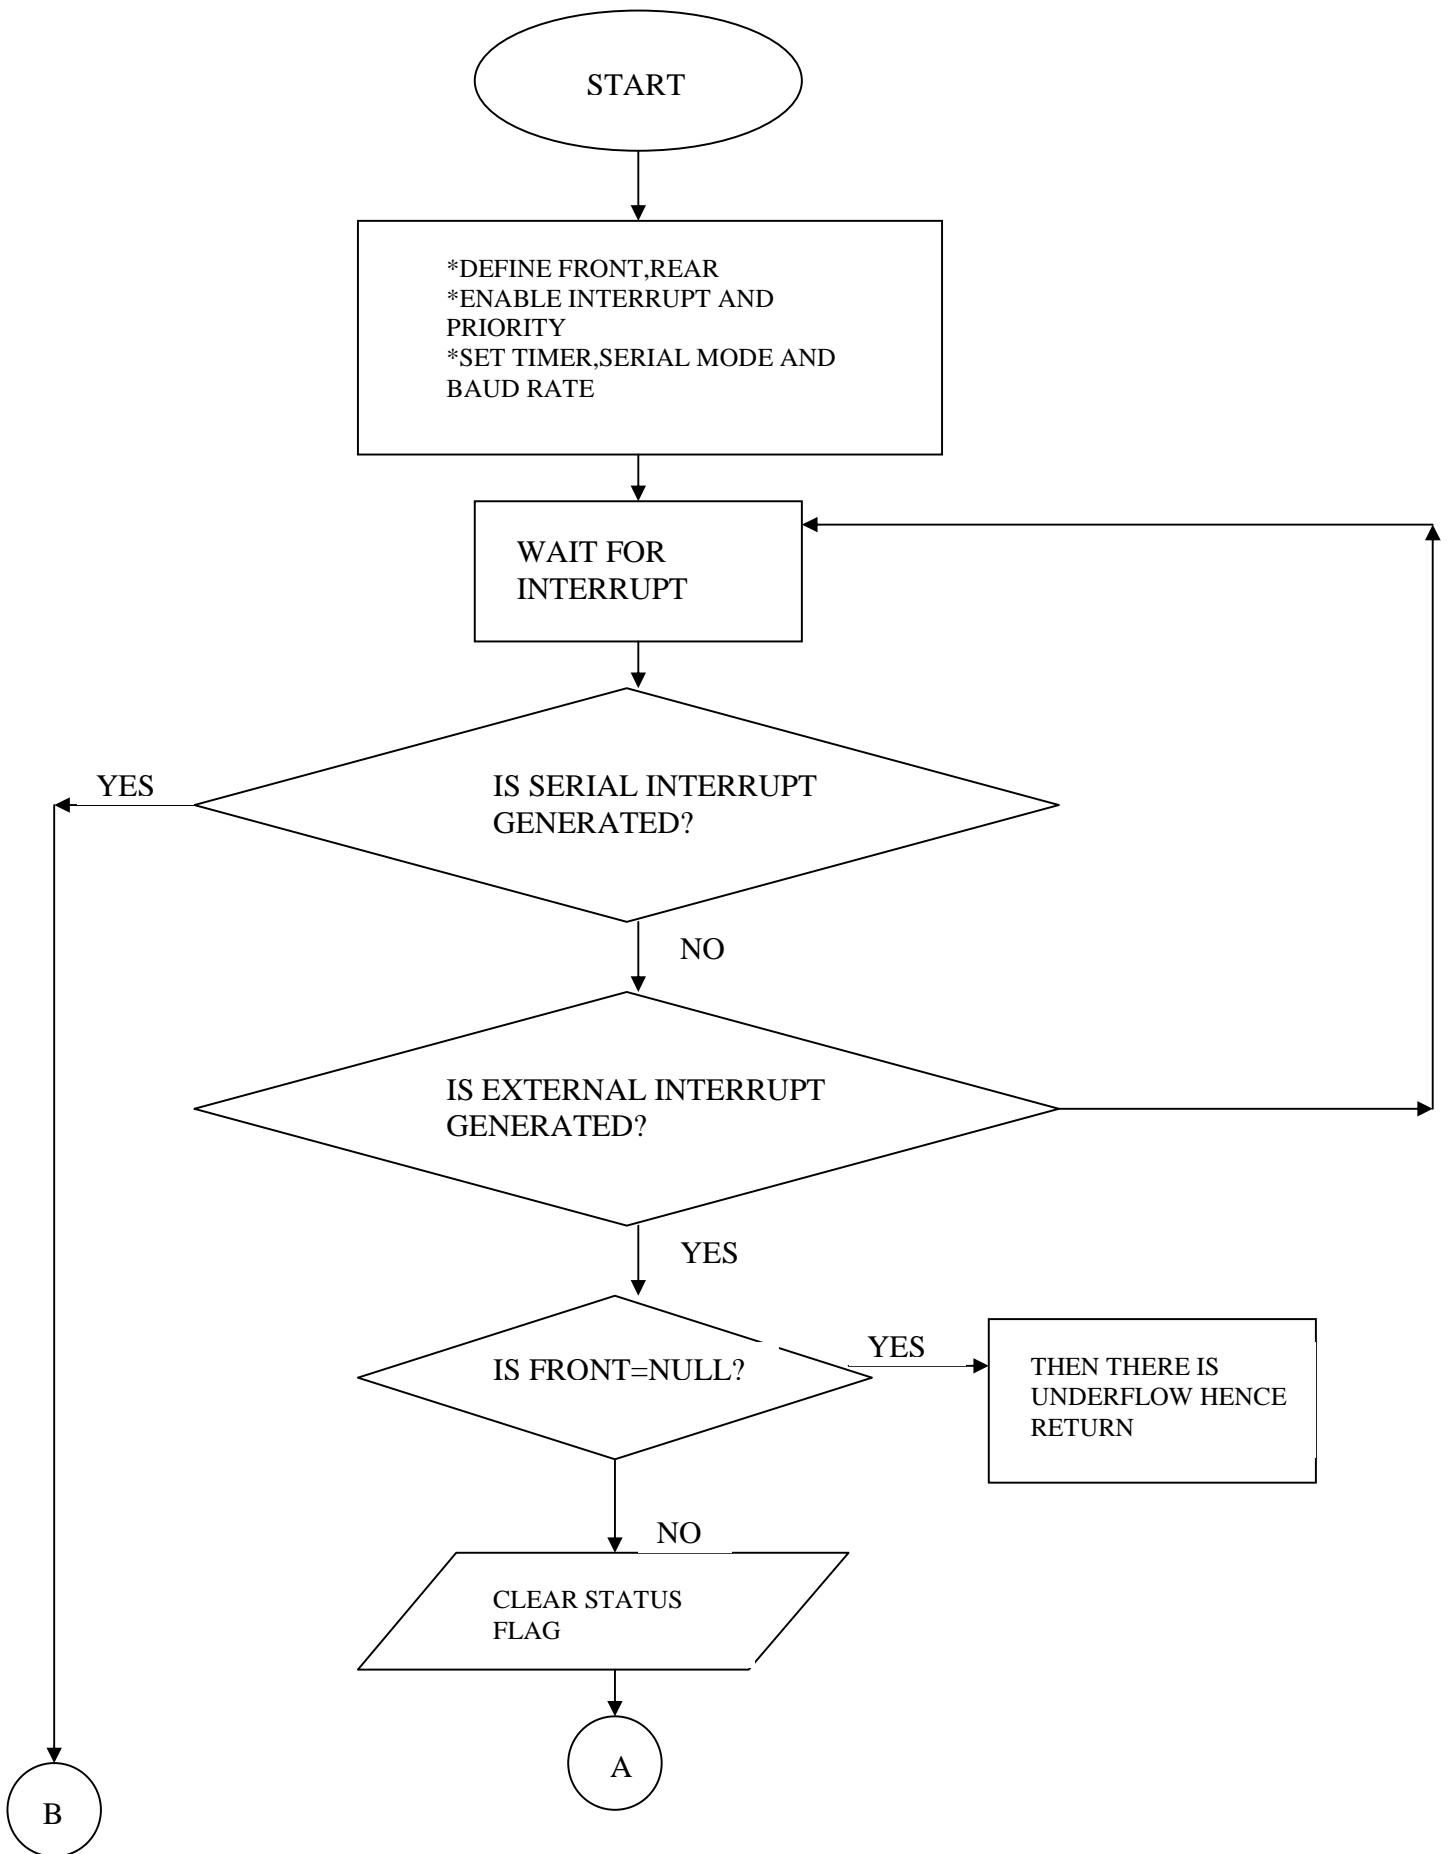 START
*DEFINE FRONT,REAR
*ENABLE INTERRUPT AND
PRIORITY
*SET TIMER,SERIAL MODE AND
BAUD RATE
WAIT FOR
INTERRUPT
YES
IS SERIAL INTERRUPT
GENERATED?
NO
IS EXTERNAL INTERRUPT
GENERATED?
YES
IS FRONT=NULL?
YES
THEN THERE IS
UNDERFLOW HENCE
RETURN
NO
CLEAR STATUS
FLAG
A
B